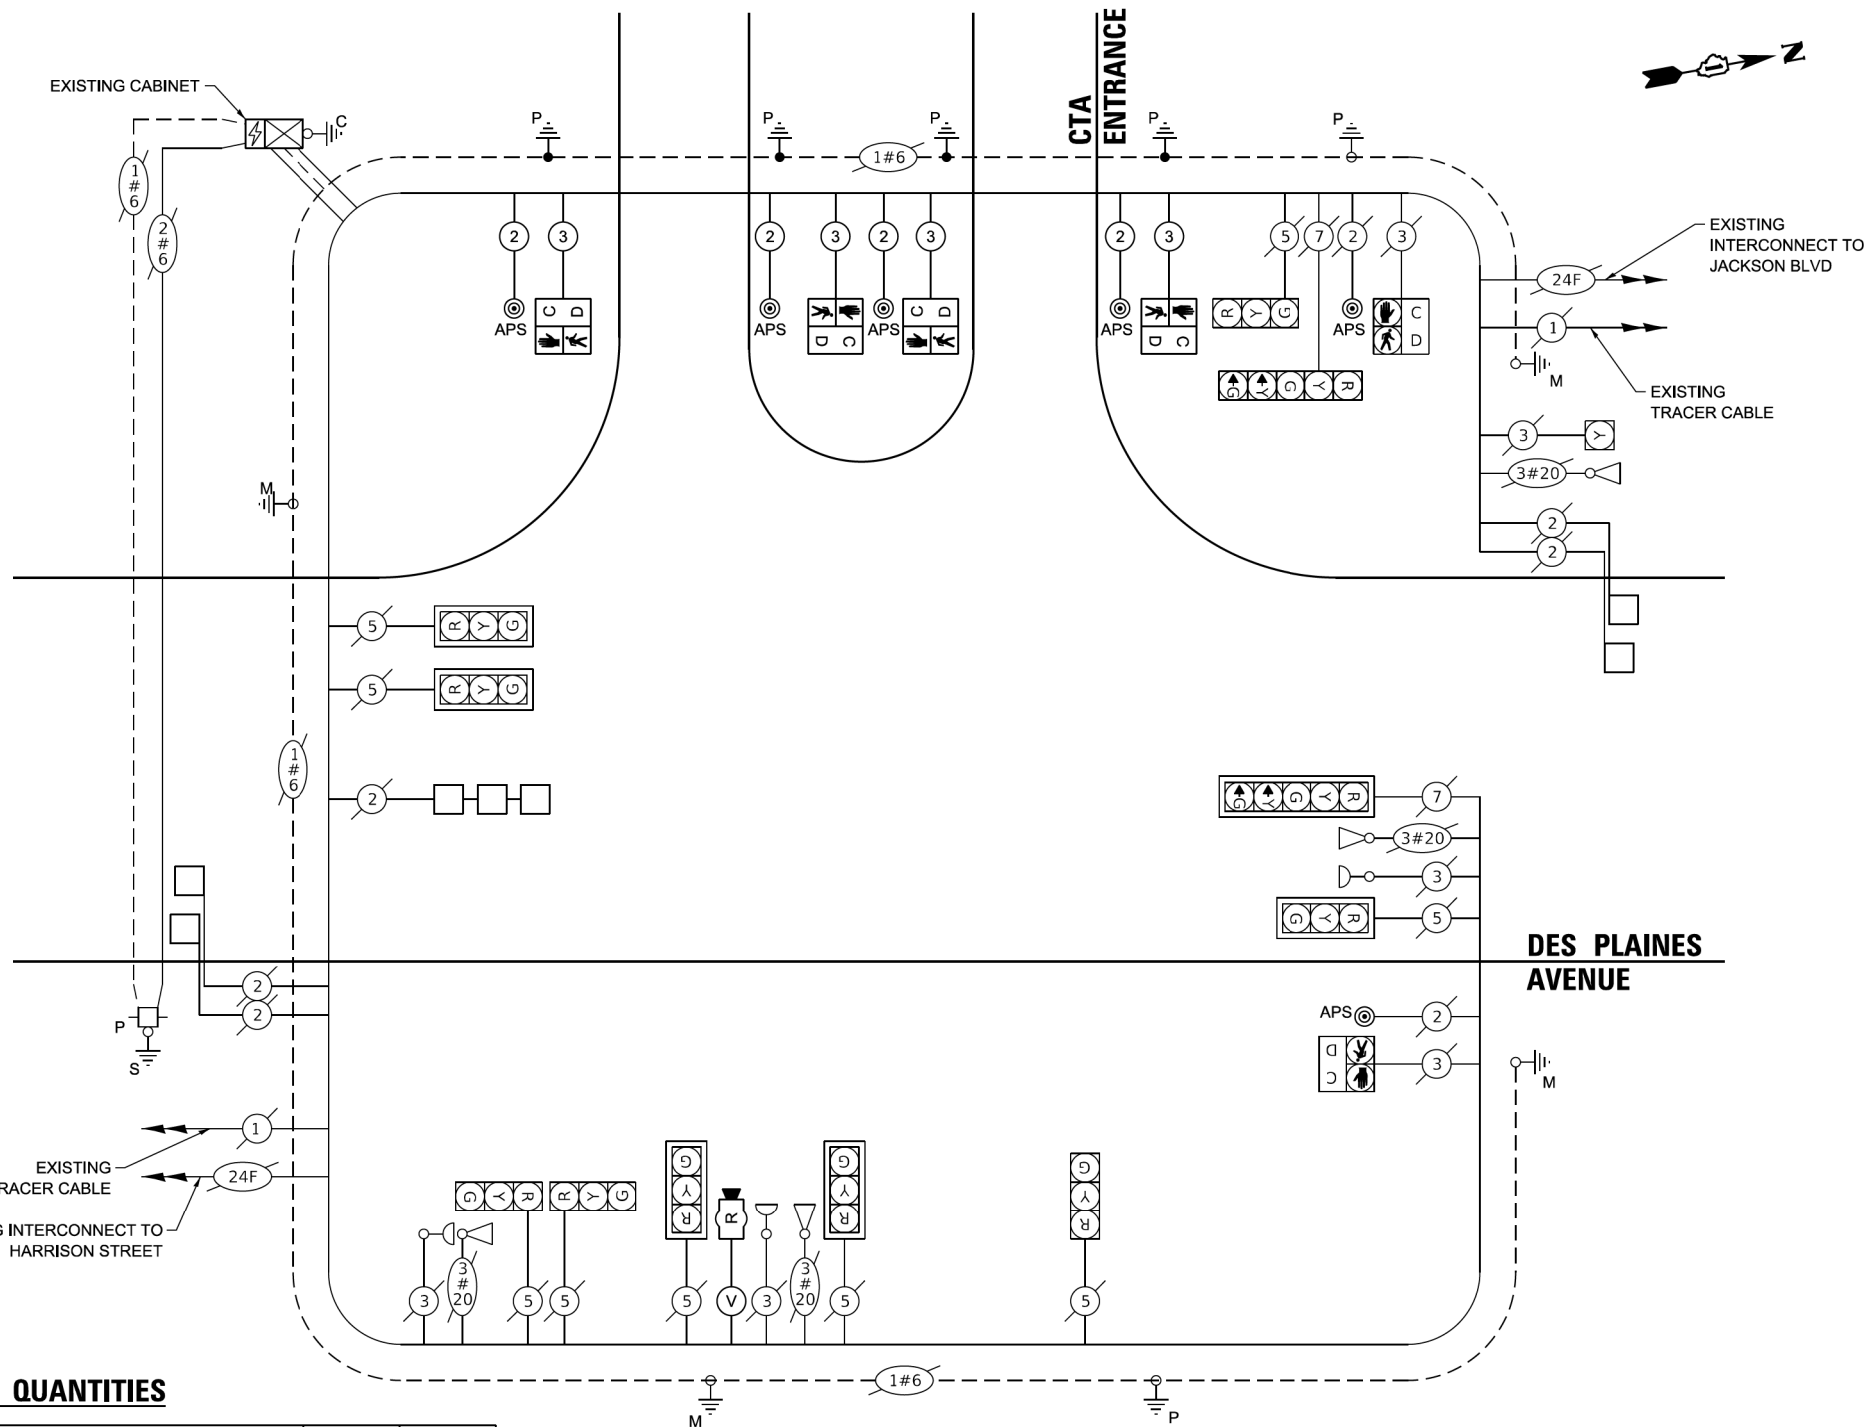 CTA
ENTRANCE
N
EXISTING CABINET
C
P
P
P
P
P
1#6
1
#
6
2
#
6
2
3
2
3
2
3
2
3
5
7
2
3
APS
C D
APS
D C
APS
C D
APS
D C
R Y G
APS
C
D
G Y G Y R
EXISTING
INTERCONNECT TO
JACKSON BLVD
24F
1
M
EXISTING
TRACER CABLE
3
Y
3#20
2
2
M
5
R Y G
5
R Y G
1
#
6
2
G Y G Y R
7
3#20
3
G Y R
5
DES PLAINES
AVENUE
2
2
P
S
APS
2
D
C
3
M
1
EXISTING
RACER CABLE
24F
G INTERCONNECT TO
HARRISON STREET
G Y R
R Y G
G
Y
R
R
G
Y
R
G
Y
R
3
3
#
20
5
5
5
V
3
3
#
20
5
5
1#6
M
P
QUANTITIES